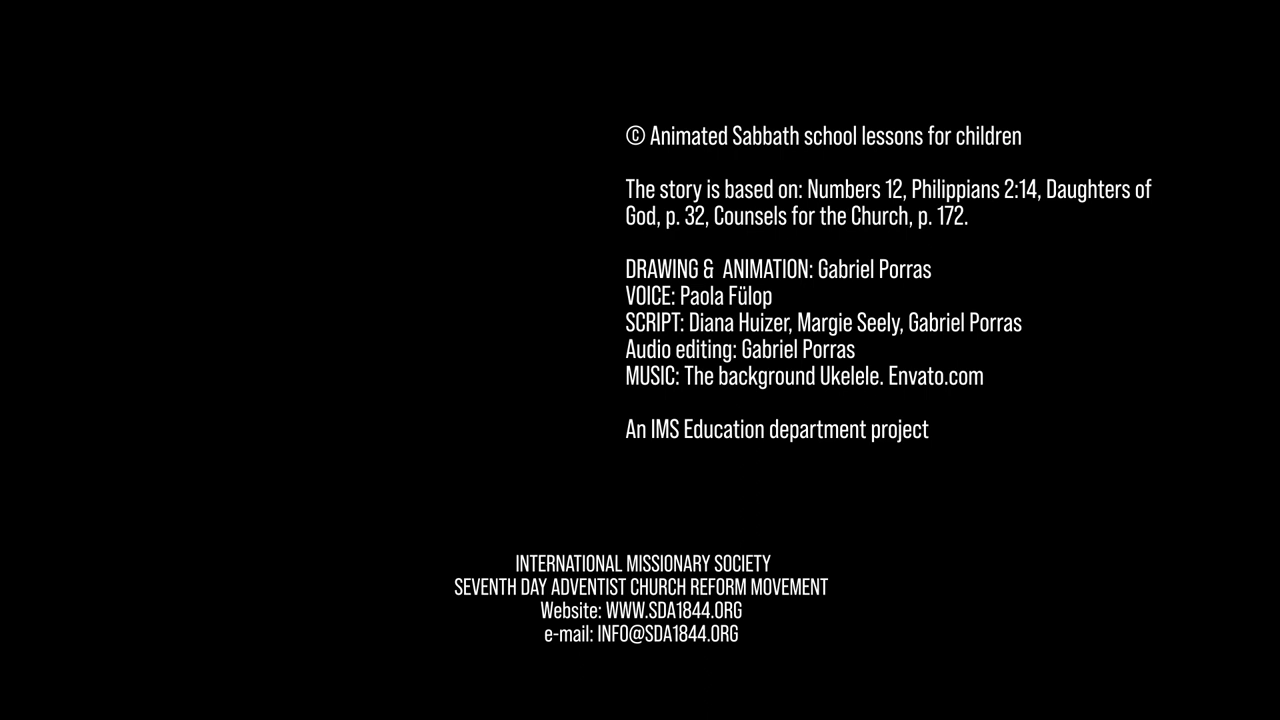 © Animated Sabbath school lessons for children
The story is based on: Numbers 12, Philippians 2:14, Daughters of
God, p. 32, Counsels for the Church, p. 172.
DRAWING &  ANIMATION: Gabriel Porras
VOICE: Paola Fülop
SCRIPT: Diana Huizer, Margie Seely, Gabriel Porras
Audio editing: Gabriel Porras
MUSIC: The background Ukelele. Envato.com
An IMS Education department project
INTERNATIONAL MISSIONARY SOCIETY
SEVENTH DAY ADVENTIST CHURCH REFORM MOVEMENT
Website: WWW.SDA1844.ORG
e-mail: INFO@SDA1844.ORG